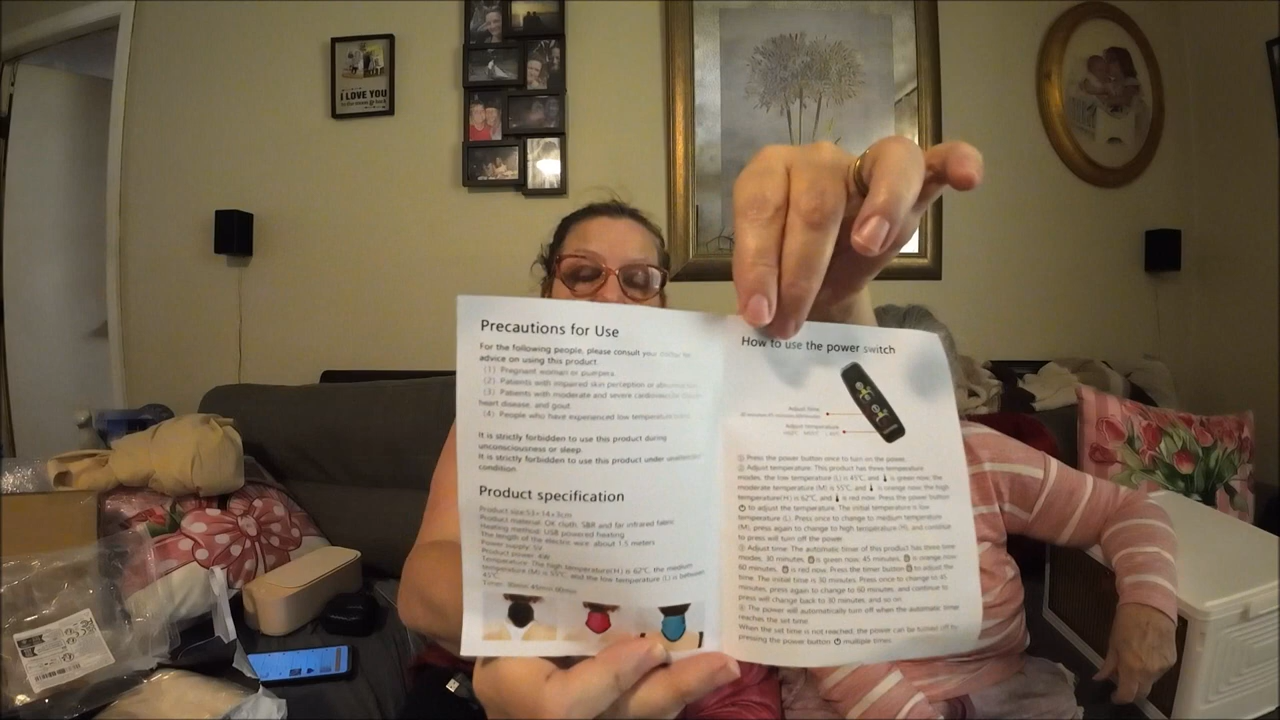 I LOVE YOU
to the moon & back
Precautions for Use
For the following people, please consult your doctor for
advice on using this product.
(1) Pregnant woman or
(2) Patients with impaired skin perception or
(3) Patients with moderate and severe
heart disease, and gout.
(4) People who have experienced low temperature
It is strictly forbidden to use this product during
unconsciousness or sleep.
It is strictly forbidden to use this product under
condition.
Product specification
Product size:
Product material: OK cloth, SBR and far infrared fabric
Heating method: USB powered heating
The length of the electric wire: about 1.5 meters
Power supply: 5V
Product power: 4W
Temperature: The high temperature(H) is 62℃, the medium
temperature (M) is 55℃, and the low temperature (L) is between
45℃.
Timer: 30min 45min 60min
How to use the power switch
Adjust time
Adjust temperature
① Press the power button once to turn on the power.
② Adjust temperature: This product has three temperature
modes, the low temperature (L) is 45℃, and is green now; the
moderate temperature (M) is 55℃, and is orange now; the high
temperature(H) is 62℃, and is red now. Press the power button
to adjust the temperature. The initial temperature is low
temperature (L). Press once to change to medium temperature
(M), press again to change to high temperature (H), and continue
to press will turn off the power.
③ Adjust time: The automatic timer of this product has three time
modes, 30 minutes, is green now; 45 minutes, is orange now
60 minutes, is red now. Press the timer button to adjust the
time. The initial time is 30 minutes. Press once to change to 45
minutes, press again to change to 60 minutes, and continue to
press will change back to 30 minutes, and so on.
④ The power will automatically turn off when the automatic time
reaches the set time.
When the set time is not reached, the power can be turned off by
pressing the power button multiple times.